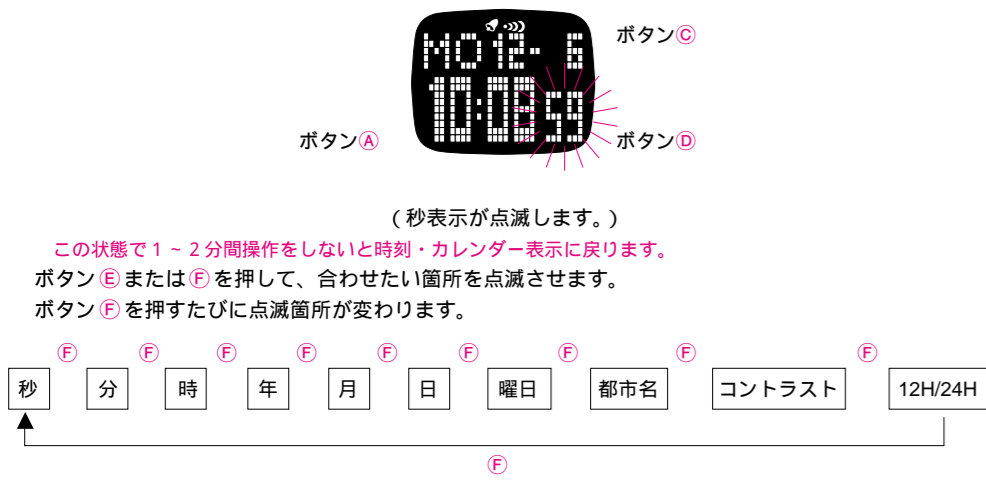 ボタンⒸ
MO 12- 6
10:08 59
ボタンⒶ
ボタンⒹ
(秒表示が点滅します。)
この状態で1~2分間操作をしないと時刻・カレンダー表示に戻ります。
ボタンⒺまたはⒻを押して、合わせたい箇所を点滅させます。
ボタンⒻを押すたびに点滅箇所が変わります。
Ⓕ Ⓕ Ⓕ Ⓕ Ⓕ Ⓕ Ⓕ Ⓕ Ⓕ
秒 分 時 年 月 日 曜日 都市名 コントラスト 12H/24H
Ⓕ